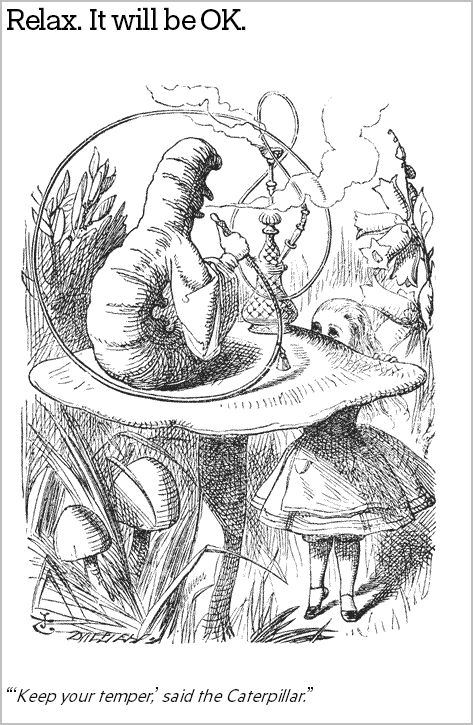 Relax. It will be OK.
“‘Keep your temper,’ said the Caterpillar.”